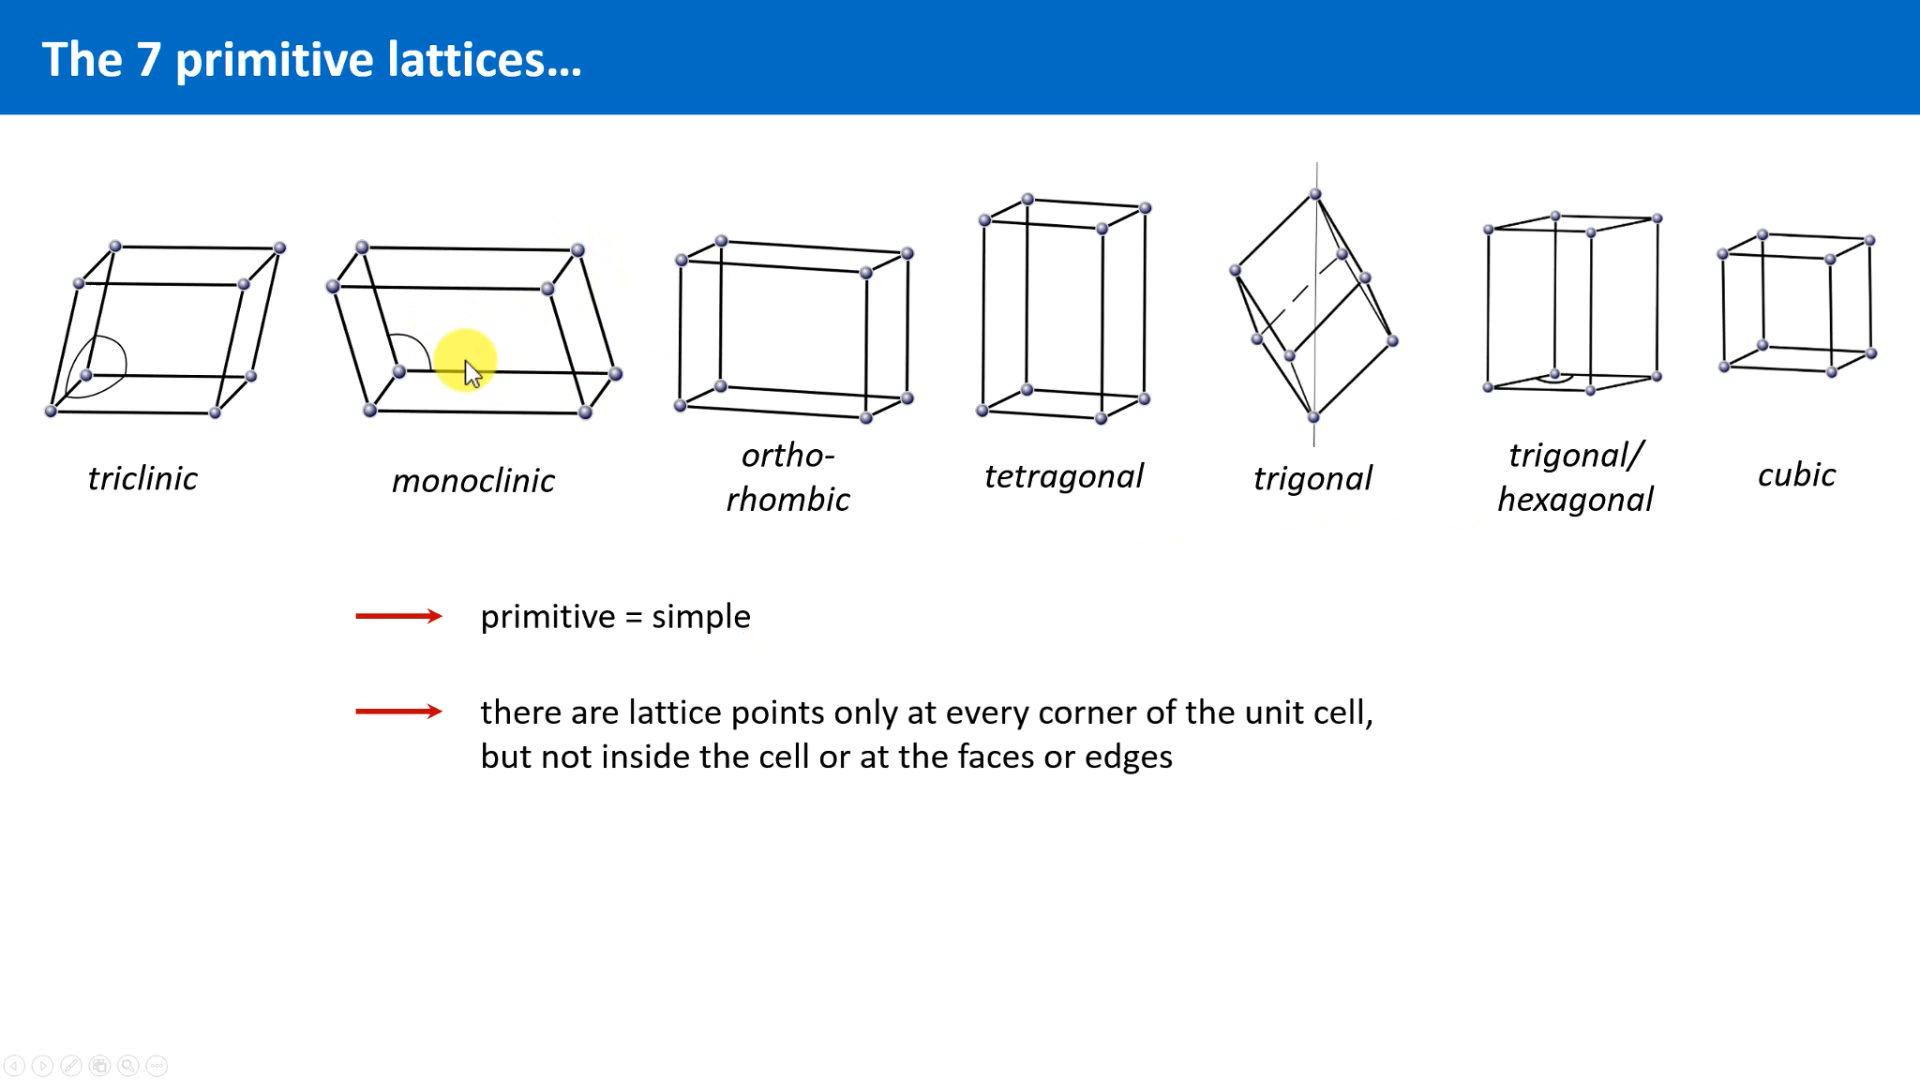 The 7 primitive lattices...
triclinic
monoclinic
ortho-
rhombic
tetragonal
trigonal
trigonal/
hexagonal
cubic
primitive = simple
there are lattice points only at every corner of the unit cell,
but not inside the cell or at the faces or edges